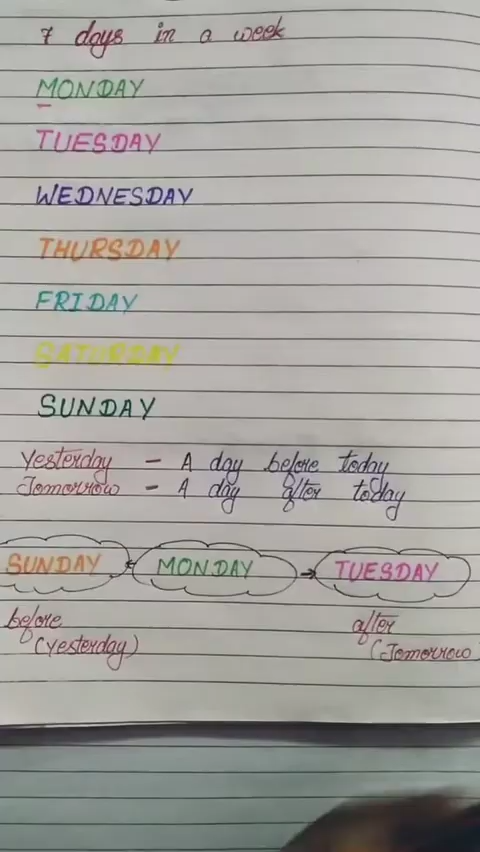 7 days in a week
MONDAY
TUESDAY
WEDNESDAY
THURSDAY
FRIDAY
SATURDAY
SUNDAY
Yesterday - A day before today
Tomorrow - A day after today
SUNDAY ← MONDAY → TUESDAY
before after
(Yesterday) (Tomorrow